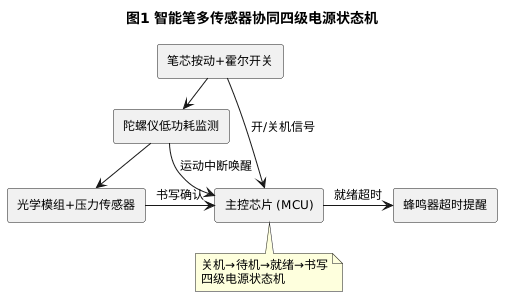 图1 智能笔多传感器协同四级电源状态机
笔芯按动+霍尔开关
陀螺仪低功耗监测
开/关机信号
运动中断唤醒
光学模组+压力传感器
书写确认
主控芯片 (MCU)
就绪超时
蜂鸣器超时提醒
关机→待机→就绪→书写
四级电源状态机